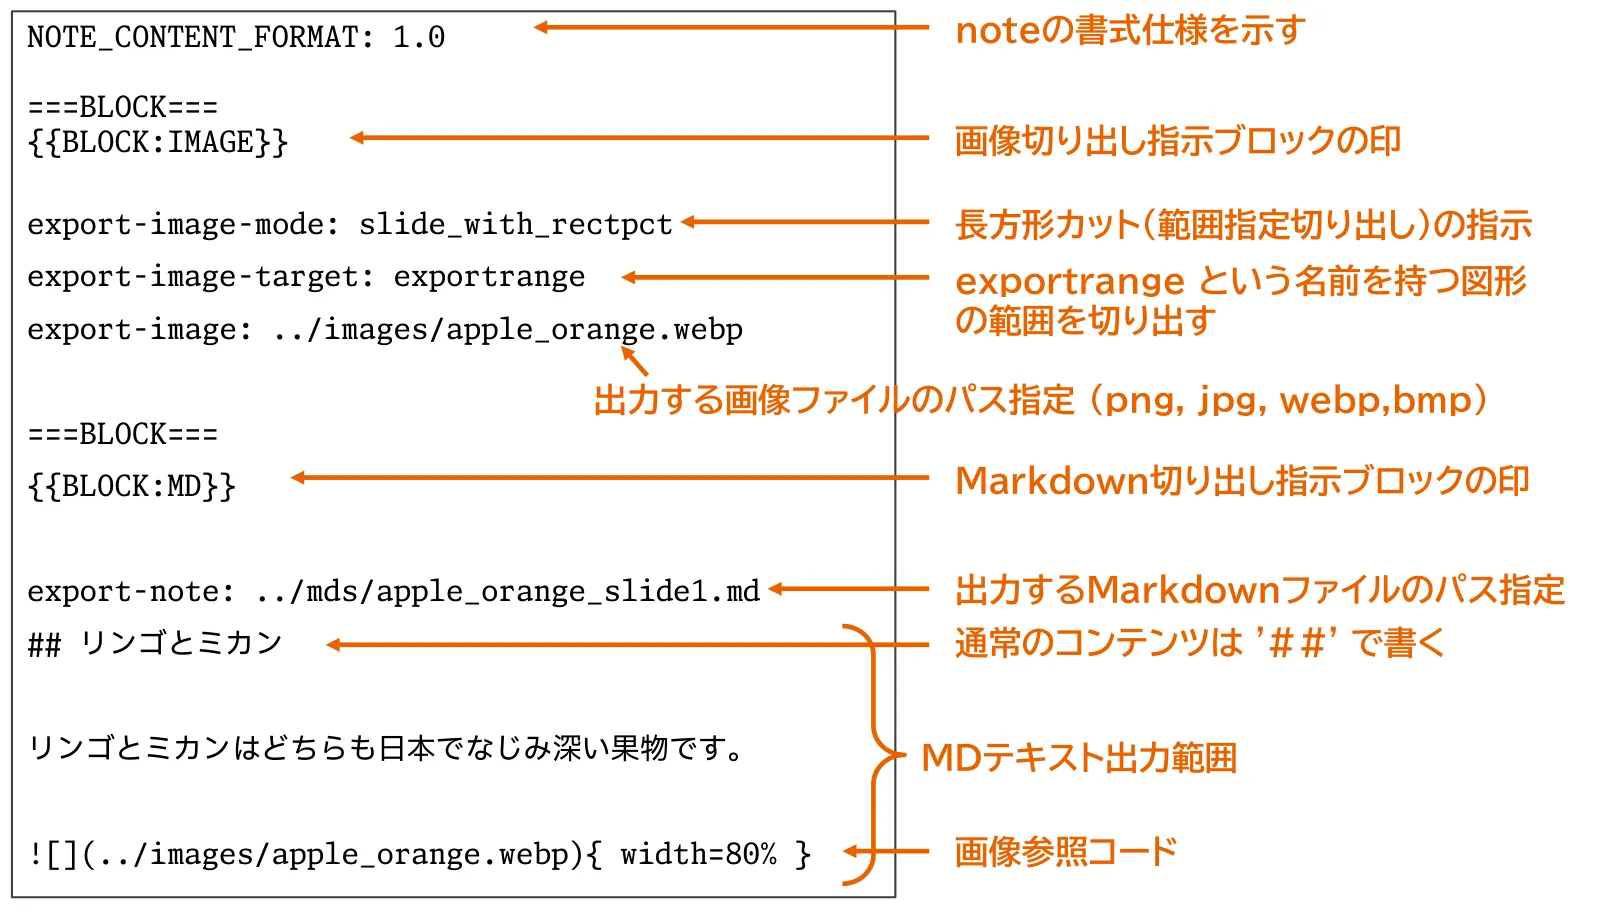 NOTE_CONTENT_FORMAT: 1.0
noteの書式仕様を示す
===BLOCK===
{{BLOCK:IMAGE}}
画像切り出し指示ブロックの印
export-image-mode: slide_with_rectpct
長方形カット（範囲指定切り出し）の指示
export-image-target: exportrange
exportrange という名前を持つ図形
の範囲を切り出す
export-image: ../images/apple_orange.webp
出力する画像ファイルのパス指定（png, jpg, webp,bmp）
===BLOCK===
{{BLOCK:MD}}
Markdown切り出し指示ブロックの印
export-note: ../mds/apple_orange_slide1.md
出力するMarkdownファイルのパス指定
## リンゴとミカン
通常のコンテンツは ’＃＃’ で書く
リンゴとミカンはどちらも日本でなじみ深い果物です。
MDテキスト出力範囲
![](../images/apple_orange.webp){ width=80% }
画像参照コード